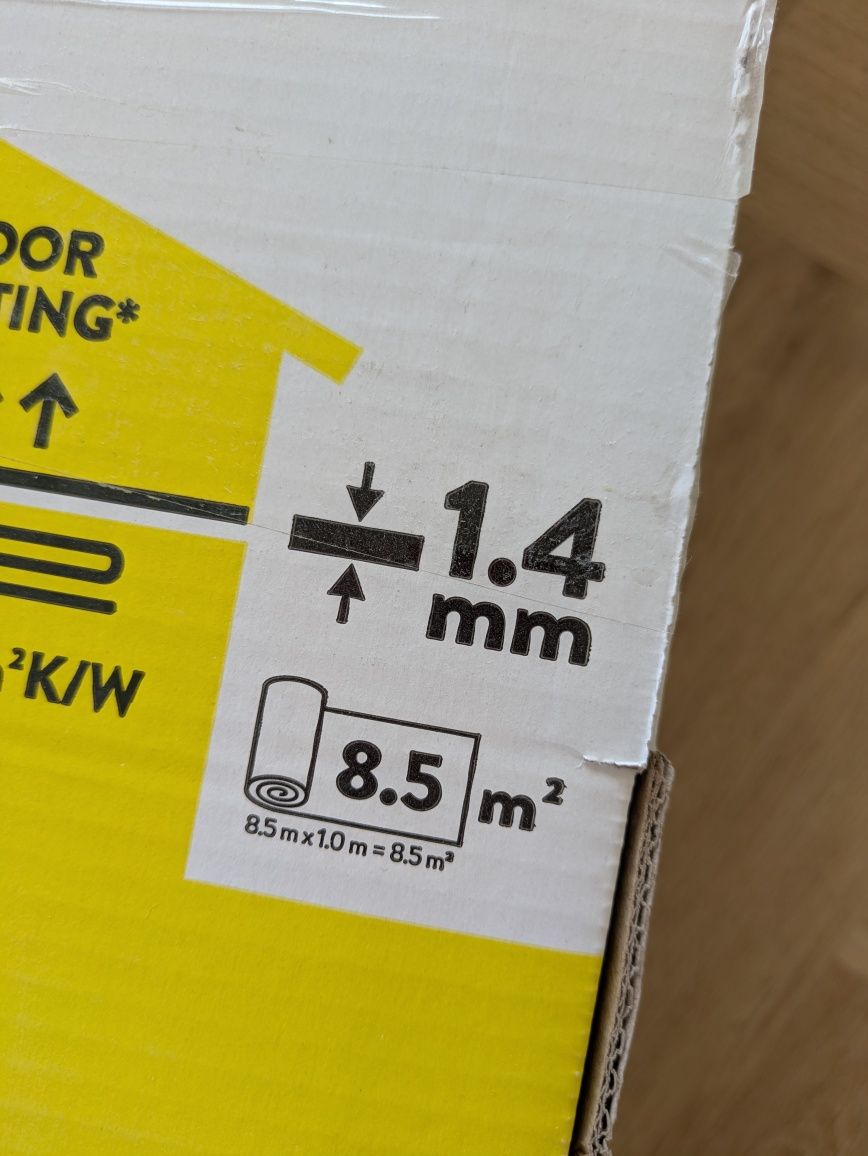 OOR
TING*
1.4
mm
²K/W
8.5 m²
8.5 m x 1.0 m = 8.5 m²